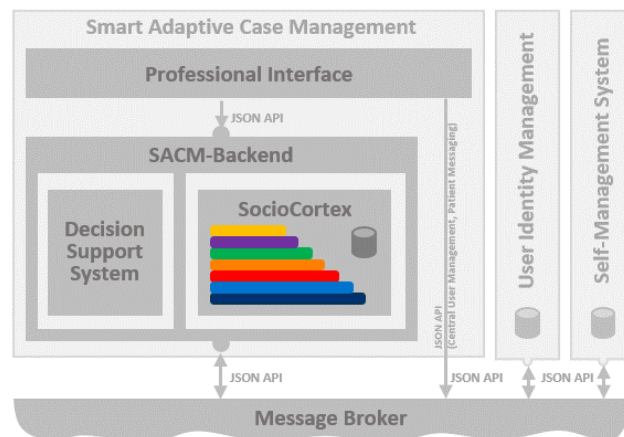 Smart Adaptive Case Management
Professional Interface
JSON API
SACM-Backend
Decision
Support
System
SocioCortex
JSON API
(Central User Management, Patient Messaging)
User Identity Management
Self-Management System
JSON API
JSON API
JSON API
Message Broker